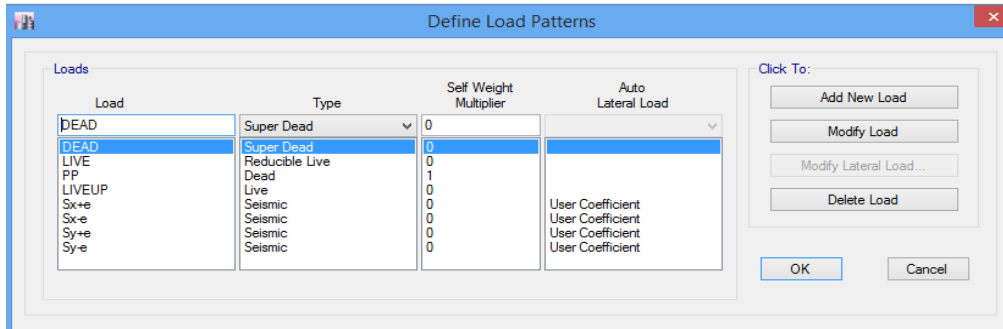 Define Load Patterns
Loads
Load Type Self Weight Multiplier Auto Lateral Load
DEAD Super Dead 0
DEAD Super Dead 0
LIVE Reducible Live 0
PP Dead 1
LIVEUP Live 0
Sx+e Seismic 0 User Coefficient
Sx-e Seismic 0 User Coefficient
Sy+e Seismic 0 User Coefficient
Sy-e Seismic 0 User Coefficient
Click To:
Add New Load
Modify Load
Modify Lateral Load...
Delete Load
OK
Cancel